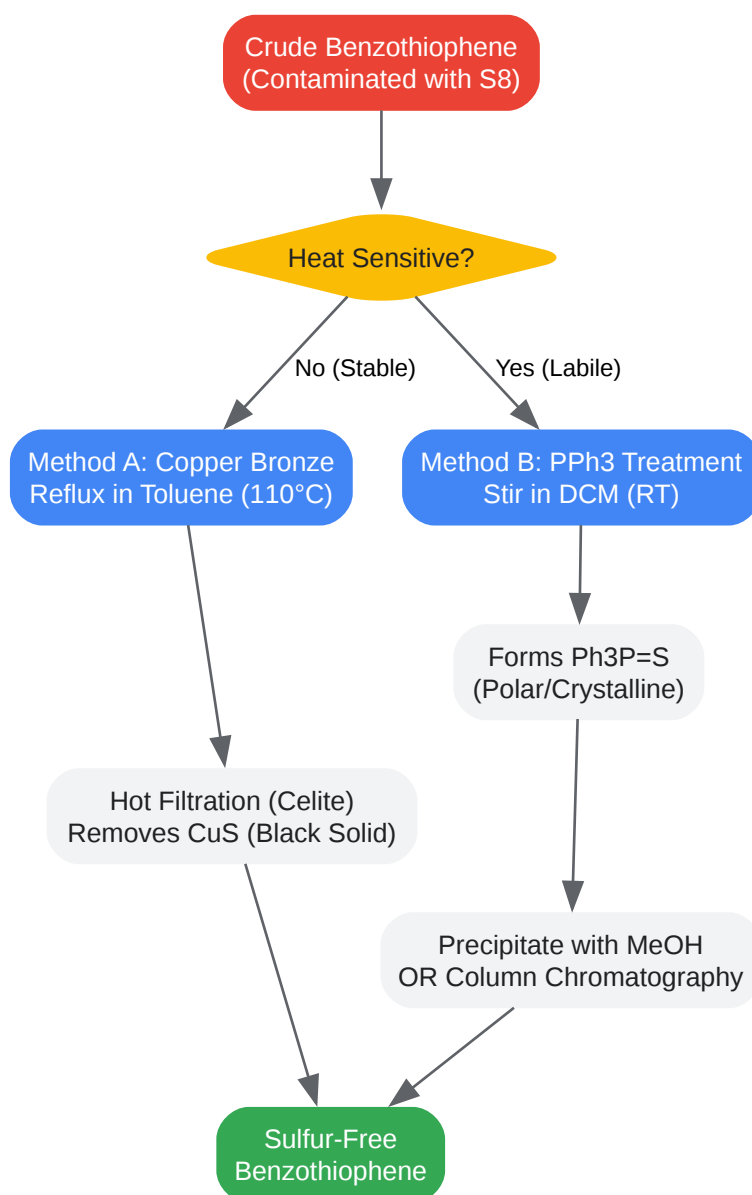 Crude Benzothiophene
(Contaminated with S8)
Heat Sensitive?
No (Stable)
Yes (Labile)
Method A: Copper Bronze
Reflux in Toluene (110°C)
Method B: PPh3 Treatment
Stir in DCM (RT)
Forms Ph3P=S
(Polar/Crystalline)
Hot Filtration (Celite)
Removes CuS (Black Solid)
Precipitate with MeOH
OR Column Chromatography
Sulfur-Free
Benzothiophene